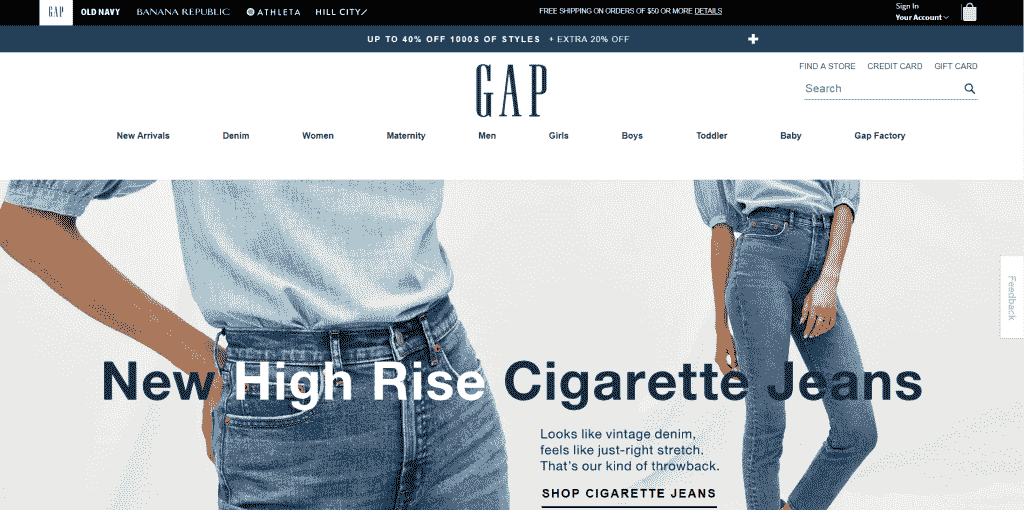 GAP OLD NAVY BANANA REPUBLIC ATHLETA HILL CITY FREE SHIPPING ON ORDERS OF $50 OR MORE DETAILS Sign In
Your Account
UP TO 40% OFF 1000S OF STYLES + EXTRA 20% OFF +
FIND A STORE CREDIT CARD GIFT CARD
GAP
Search
New Arrivals Denim Women Maternity Men Girls Boys Toddler Baby Gap Factory
Feedback
New High Rise Cigarette Jeans
Looks like vintage denim,
feels like just-right stretch.
That's our kind of throwback.
SHOP CIGARETTE JEANS